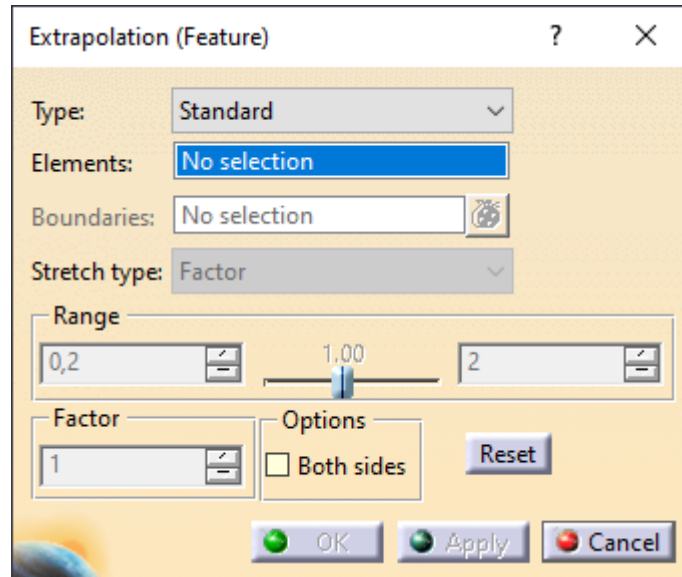 Extrapolation (Feature) ? X
Type: Standard
Elements: No selection
Boundaries: No selection
Stretch type: Factor
Range
0,2 1.00 2
Factor Options
1 Both sides Reset
OK Apply Cancel